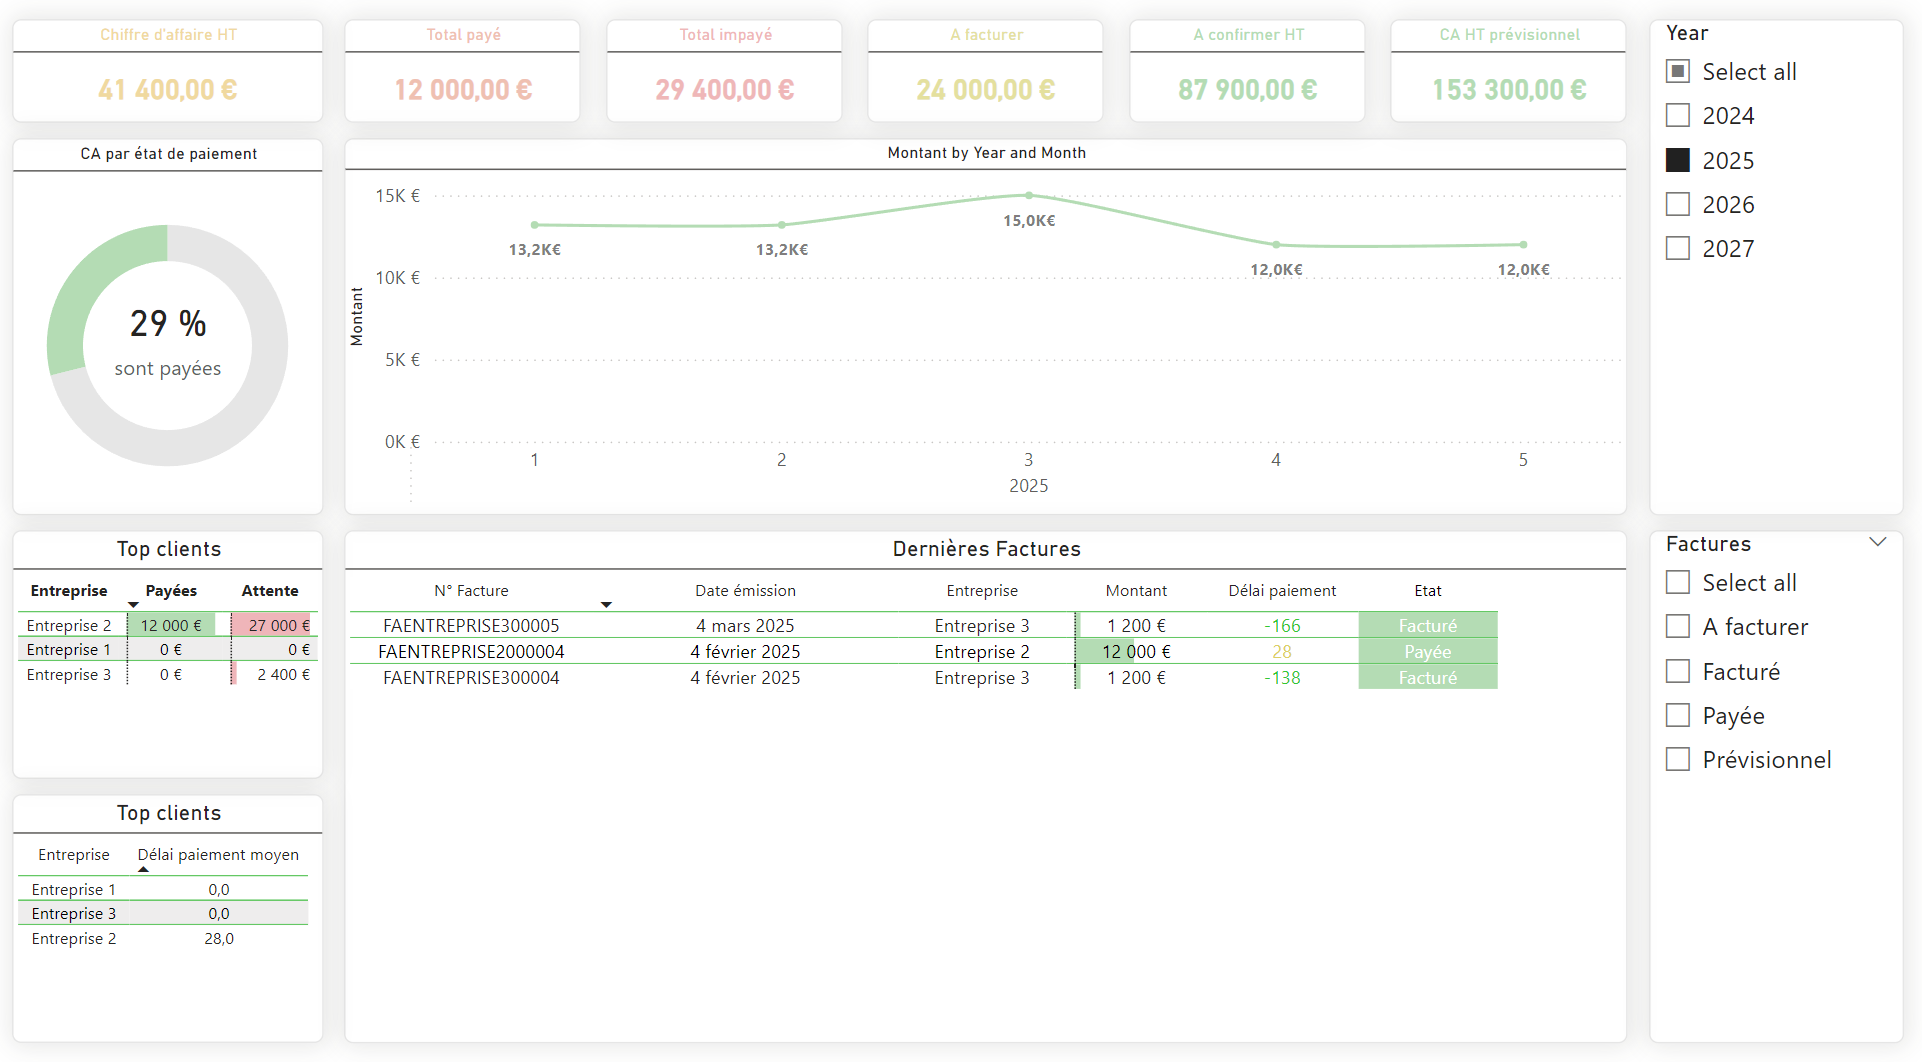 Chiffre d'affaire HT
41 400,00 €
Total payé
12 000,00 €
Total impayé
29 400,00 €
A facturer
24 000,00 €
A confirmer HT
87 900,00 €
CA HT prévisionnel
153 300,00 €
Year
Select all
2024
2025
2026
2027
CA par état de paiement
29 %
sont payées
Montant by Year and Month
Montant
15K €
10K €
5K €
0K €
13,2K€
13,2K€
15,0K€
12,0K€
12,0K€
1 2 3 4 5
2025
Top clients
Entreprise Payées Attente
Entreprise 2 12 000 € 27 000 €
Entreprise 1 0 € 0 €
Entreprise 3 0 € 2 400 €
Top clients
Entreprise Délai paiement moyen
Entreprise 1 0,0
Entreprise 3 0,0
Entreprise 2 28,0
Dernières Factures
N° Facture Date émission Entreprise Montant Délai paiement Etat
FAENTREPRISE300005 4 mars 2025 Entreprise 3 1 200 € -166 Facturé
FAENTREPRISE2000004 4 février 2025 Entreprise 2 12 000 € 28 Payée
FAENTREPRISE300004 4 février 2025 Entreprise 3 1 200 € -138 Facturé
Factures
Select all
A facturer
Facturé
Payée
Prévisionnel